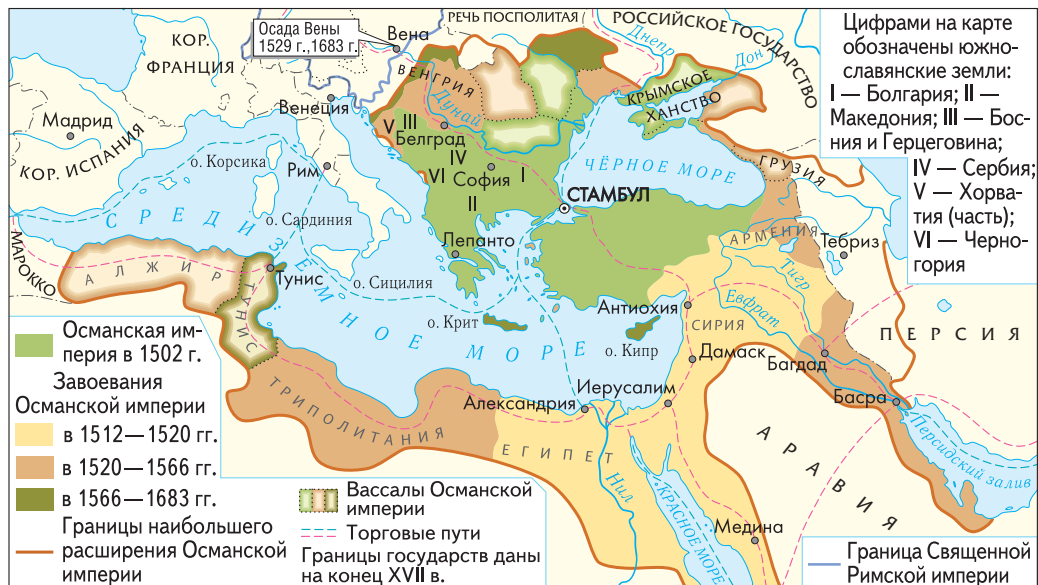 Осада Вены
1529 г.,1683 г.
Вена
РЕЧЬ ПОСПОЛИТАЯ
РОССИЙСКОЕ ГОСУДАРСТВО
Днепр
Дон
КОР.
ФРАНЦИЯ
ВЕНГРИЯ
Дунай
КРЫМСКОЕ
ХАНСТВО
Венеция
Мадрид
КОР. ИСПАНИЯ
о. Корсика
Рим
V
III
Белград
IV
VI
София
I
II
ЧЁРНОЕ МОРЕ
ГРУЗИЯ
СТАМБУЛ
о. Сардиния
СРЕДИЗЕМНОЕ МОРЕ
Лепанто
АРМЕНИЯ
Тебриз
МАРОККО
АЛЖИР
Тунис
ТУНИС
о. Сицилия
о. Крит
Антиохия
Тигр
Евфрат
СИРИЯ
ПЕРСИЯ
о. Кипр
Дамаск
Багдад
Иерусалим
Александрия
Басра
ТРИПОЛИТАНИЯ
ЕГИПЕТ
АРАВИЯ
Персидский залив
Нил
КРАСНОЕ МОРЕ
Медина
Цифрами на карте
обозначены южно-
славянские земли:
I — Болгария; II —
Македония; III — Бос-
ния и Герцеговина;
IV — Сербия;
V — Хорва-
тия (часть);
VI — Черно-
гория
Османская им-
перия в 1502 г.
Завоевания
Османской империи
в 1512—1520 гг.
в 1520—1566 гг.
в 1566—1683 гг.
Границы наибольшего
расширения Османской
империи
Вассалы Османской
империи
Торговые пути
Границы государств даны
на конец XVII в.
Граница Священной
Римской империи